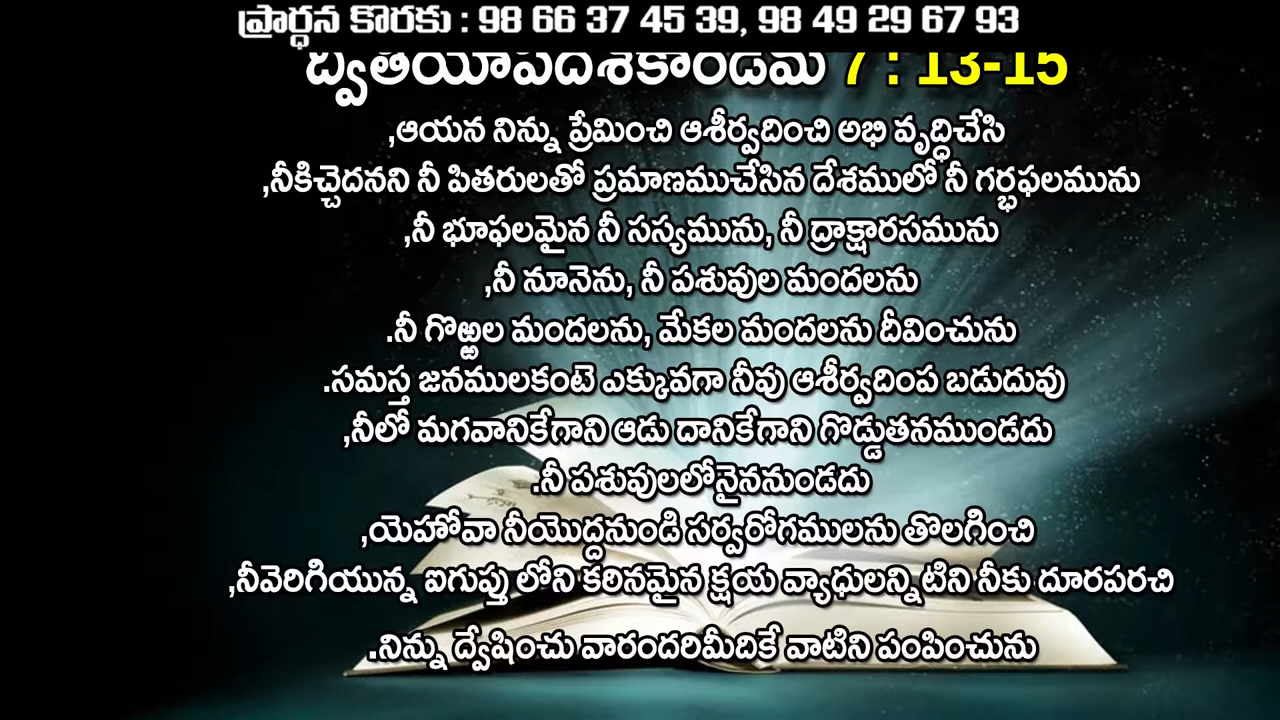 ప్రార్ధన కొరకు : 98 66 37 45 39, 98 49 29 67 93
ద్వితీయోపదేశకాండము 7 : 13-15
,ఆయన నిన్ను ప్రేమించి ఆశీర్వదించి అభి వృద్ధిచేసి
,నీకిచ్చెదనని నీ పితరులతో ప్రమాణముచేసిన దేశములో నీ గర్భఫలమును
,నీ భూఫలమైన నీ సస్యమును, నీ ద్రాక్షారసమును
,నీ నూనెను, నీ పశువుల మందలను
.నీ గొఱ్ఱల మందలను, మేకల మందలను దీవించును
.సమస్త జనములకంటె ఎక్కువగా నీవు ఆశీర్వదింప బడుదువు
,నీలో మగవానికేగాని ఆడు దానికేగాని గొడ్డుతనముండదు
.నీ పశువులలోనైననుండదు
,యెహోవా నీయొద్దనుండి సర్వరోగములను తొలగించి
,నీవెరిగియున్న ఐగుప్తు లోని కఠినమైన క్షయ వ్యాధులన్నిటిని నీకు దూరపరచి
.నిన్ను ద్వేషించు వారందరిమీదికే వాటిని పంపించును